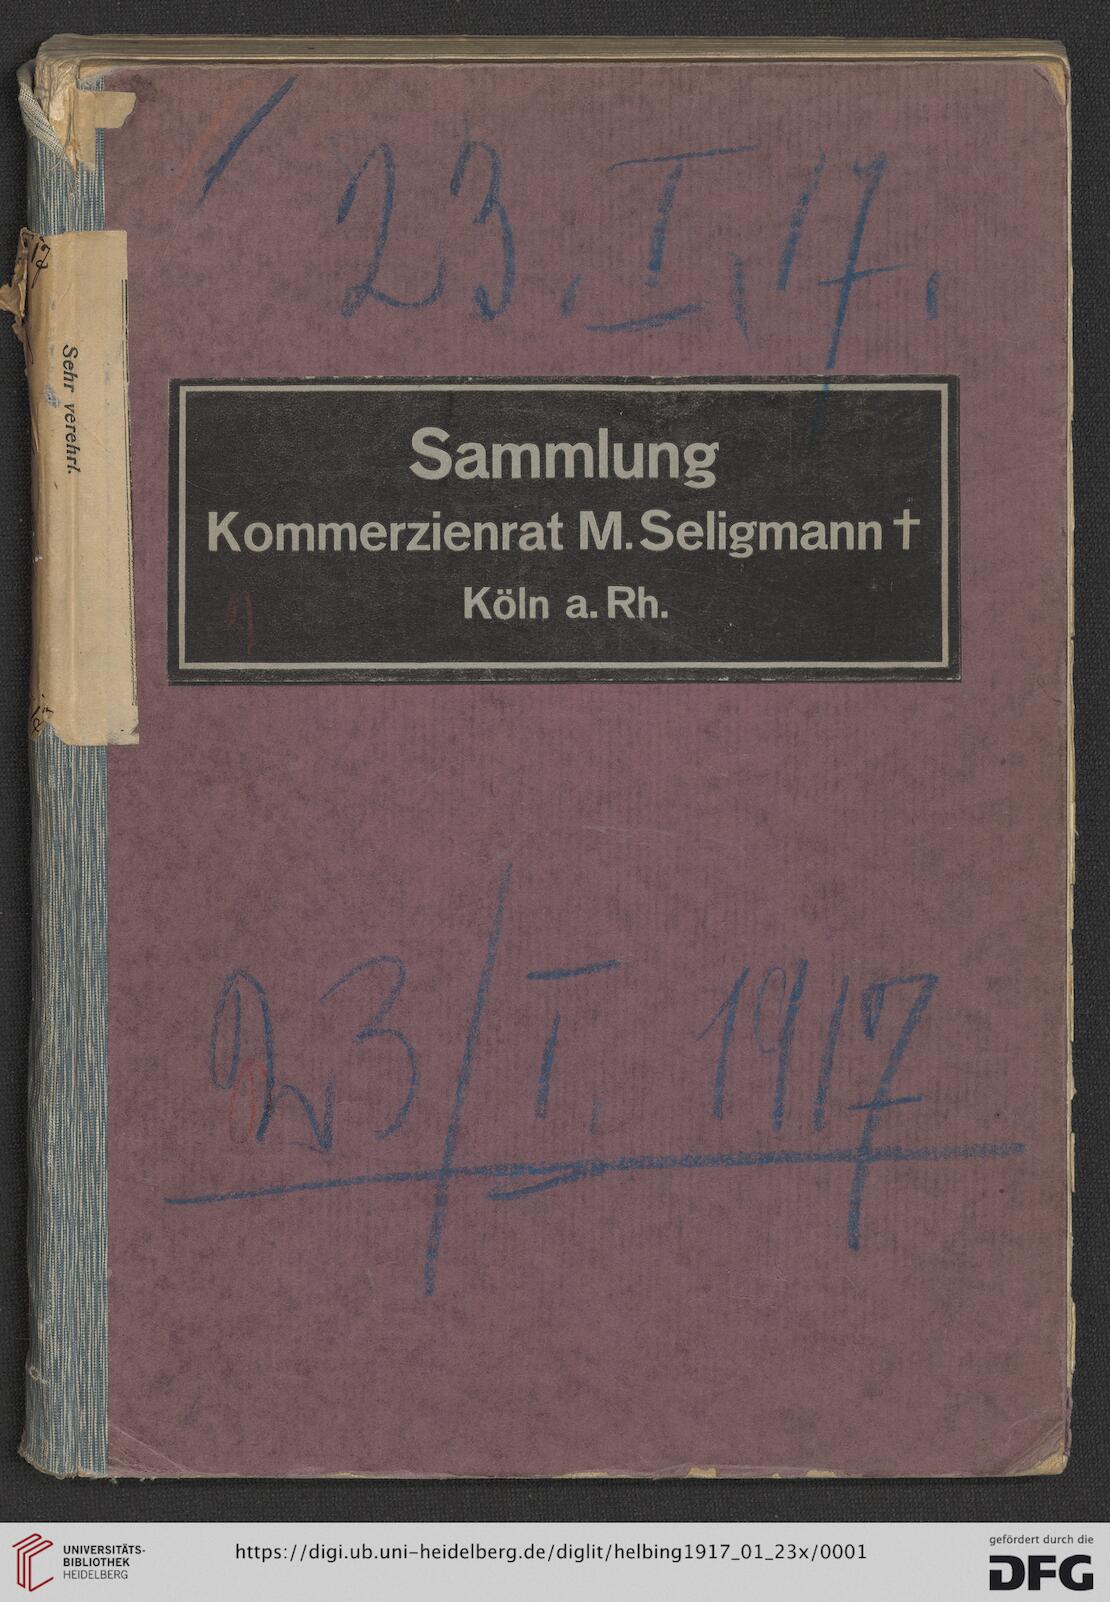 23. I. 17.
17
Sehr verehrl.
Sammlung
Kommerzienrat M. Seligmann †
Köln a. Rh.
23/I. 1917
UNIVERSITÄTS-
BIBLIOTHEK
HEIDELBERG
https://digi.ub.uni-heidelberg.de/diglit/helbing1917_01_23x/0001
gefördert durch die
DFG